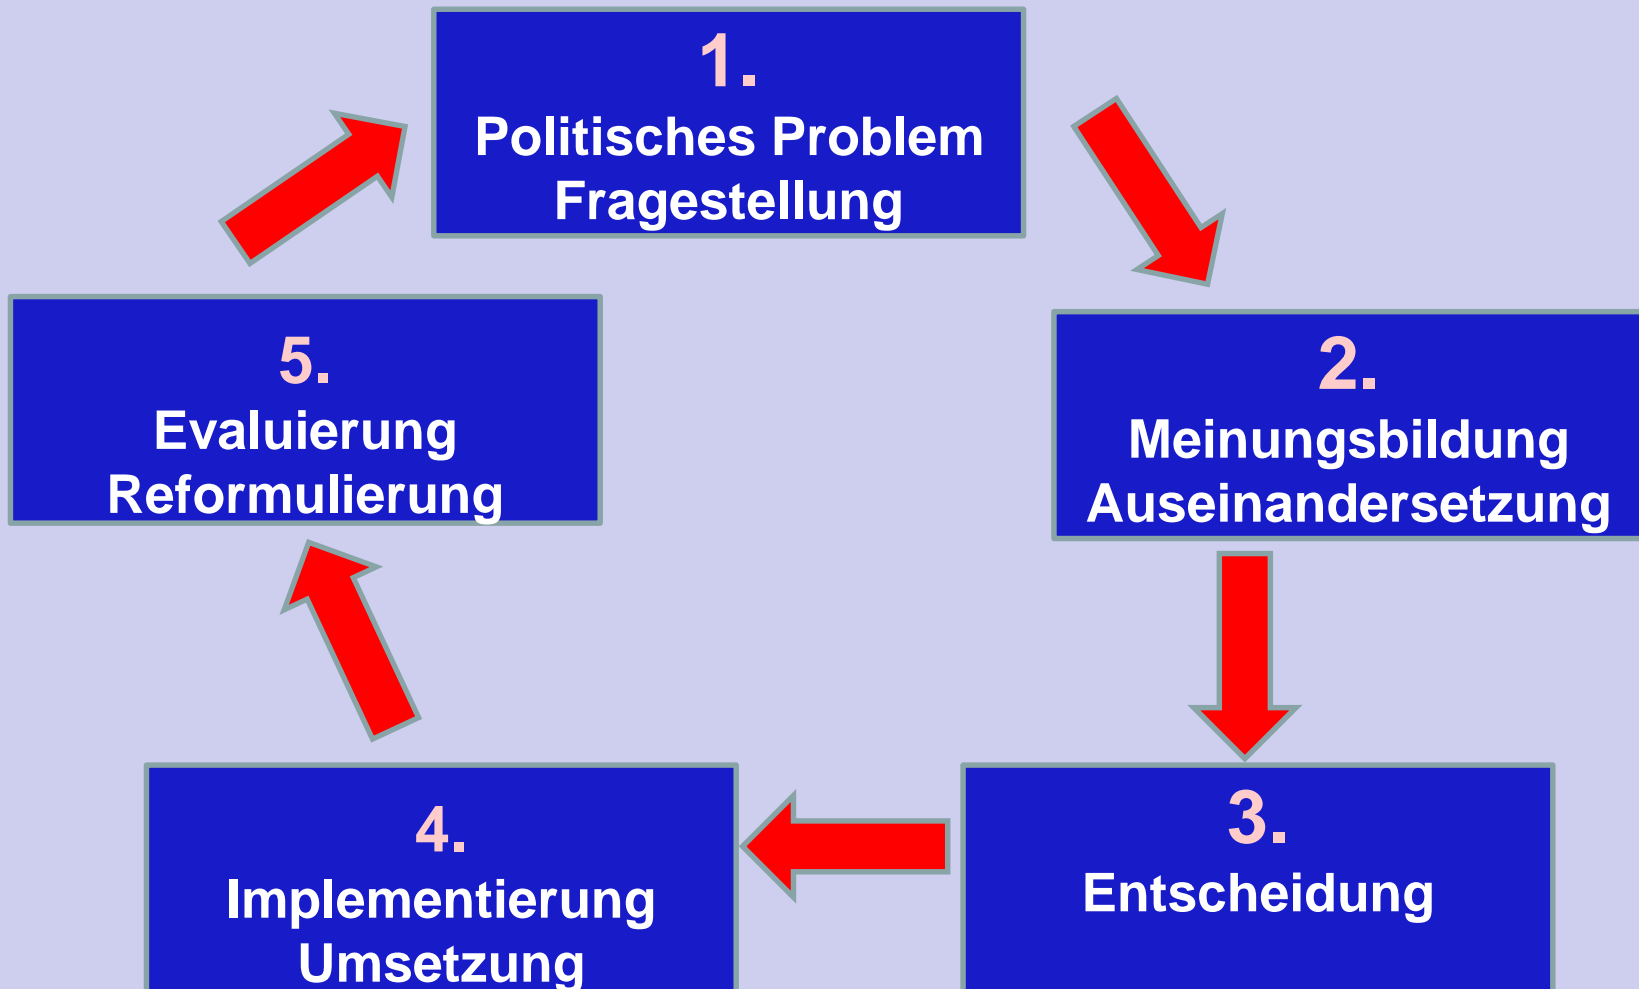 1.
Politisches Problem
Fragestellung
2.
Meinungsbildung
Auseinandersetzung
3.
Entscheidung
4.
Implementierung
Umsetzung
5.
Evaluierung
Reformulierung